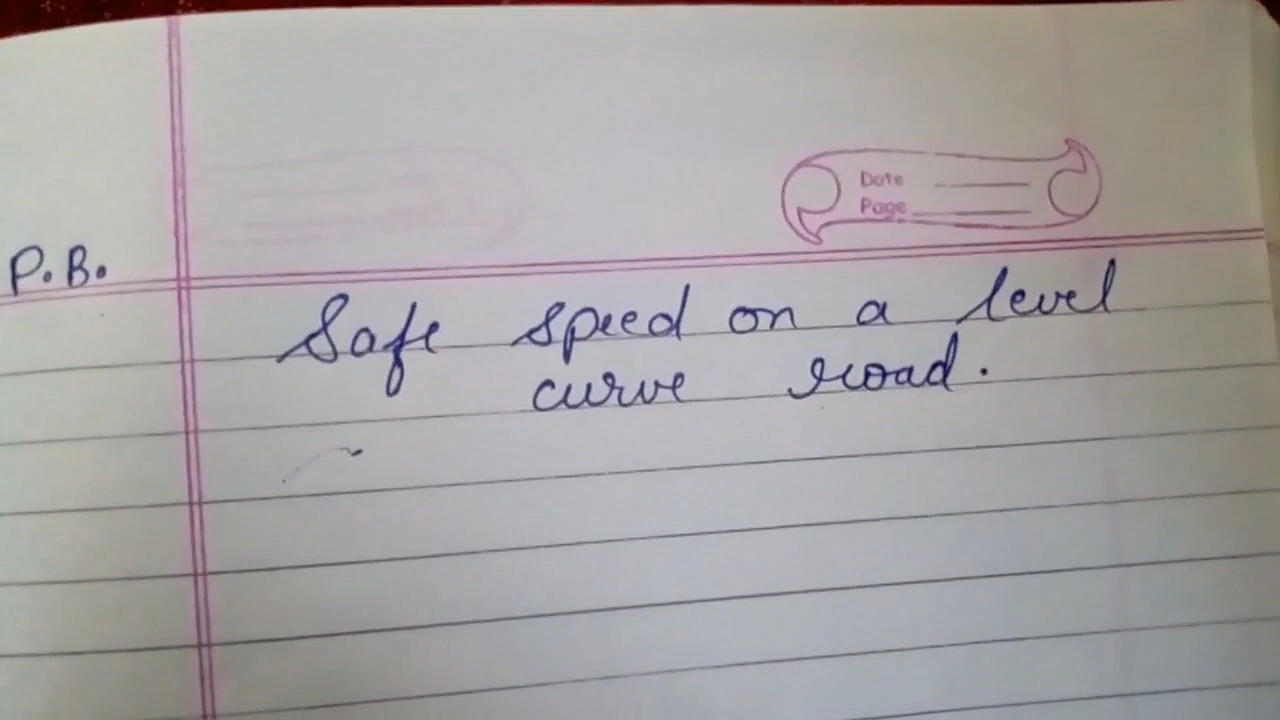 Date
Page
P.B.
Safe speed on a level
curve road.